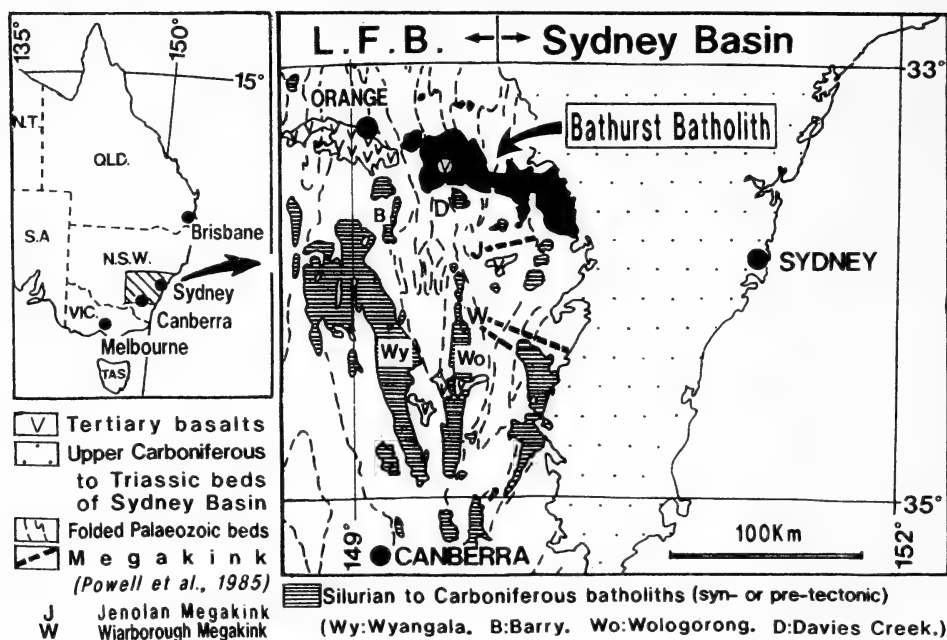 135°
150°
15°
N.T.
QLD.
S.A
N.S.W.
VIC.
TAS.
Brisbane
Sydney
Canberra
Melbourne
L.F.B. Sydney Basin
33°
ORANGE
Bathurst Batholith
V
B
D
J
SYDNEY
W
Wy
Wo
35°
149°
CANBERRA
100Km
152°
V Tertiary basalts
Upper Carboniferous
to Triassic beds
of Sydney Basin
Folded Palaeozoic beds
Megakink
(Powell et al., 1985)
J Jenolan Megakink
W Wiarborough Megakink
Silurian to Carboniferous batholiths (syn- or pre-tectonic)
(Wy:Wyangala. B:Barry. Wo:Wologorong. D:Davies Creek.)